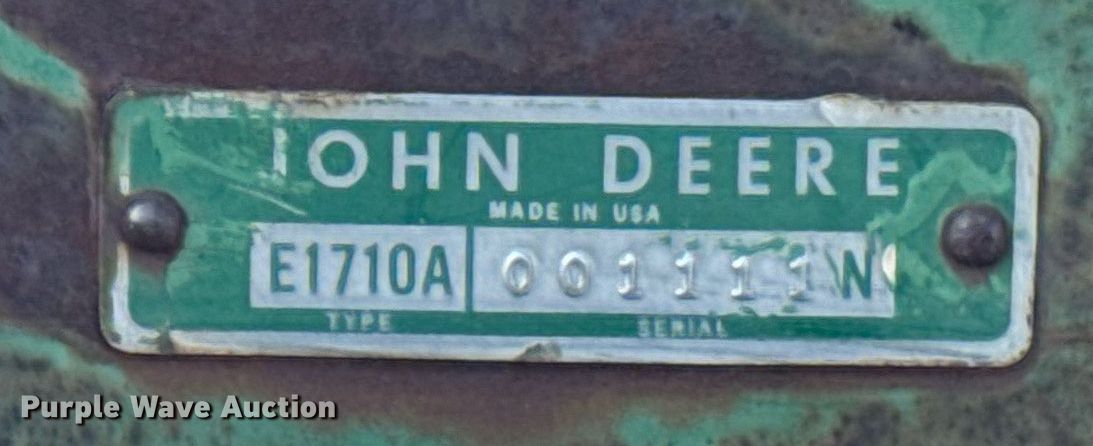 JOHN DEERE
MADE IN USA
E1710A 001111W
TYPE SERIAL
Purple Wave Auction